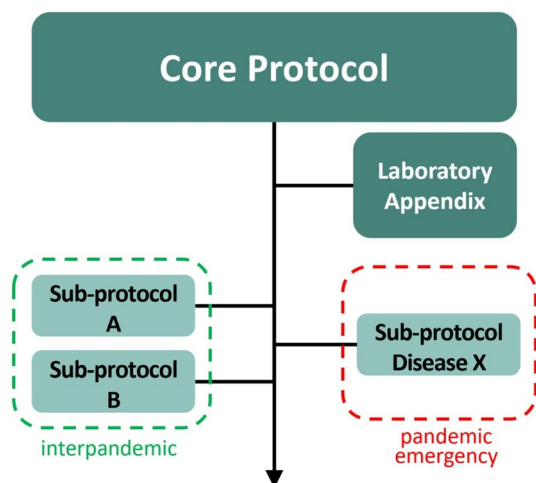 Core Protocol
Laboratory
Appendix
Sub-protocol
A
Sub-protocol
B
interpandemic
Sub-protocol
Disease X
pandemic
emergency